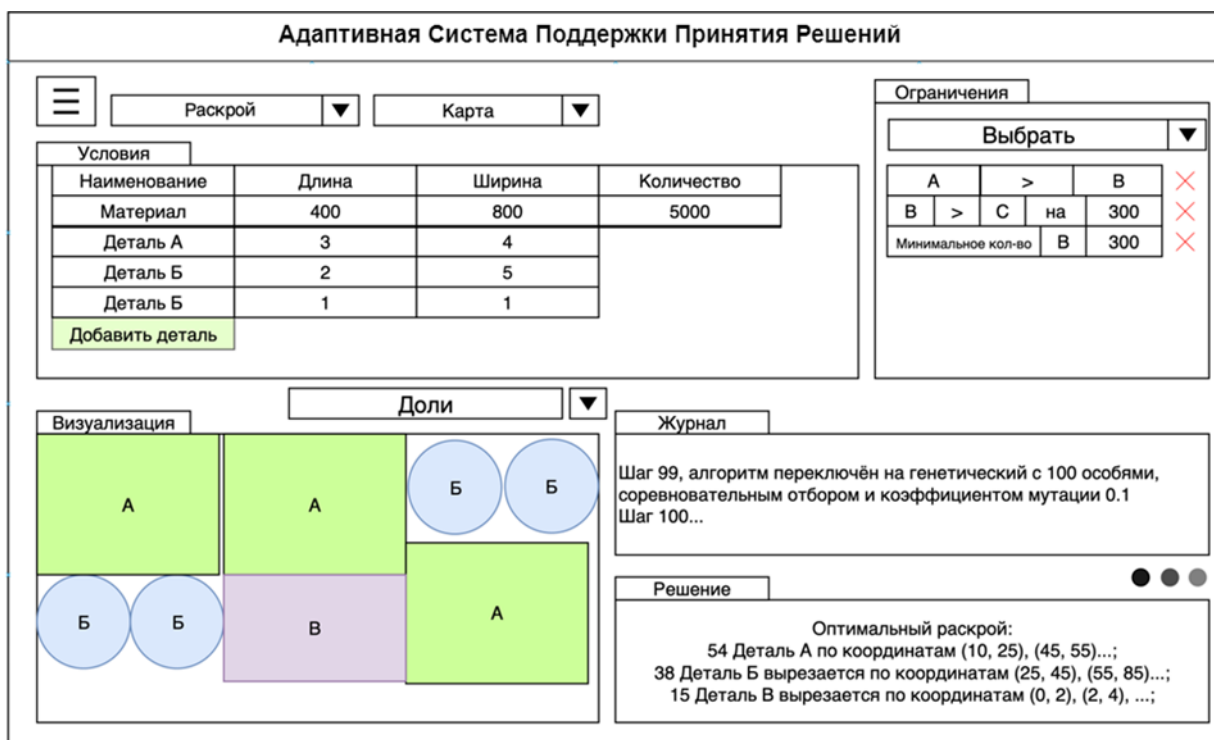 Адаптивная Система Поддержки Принятия Решений
Раскрой
Карта
Условия
Наименование Длина Ширина Количество
Материал 400 800 5000
Деталь А 3 4
Деталь Б 2 5
Деталь Б 1 1
Добавить деталь
Ограничения
Выбрать
А > В
В > С на 300
Минимальное кол-во В 300
Доли
Визуализация
А А Б Б
Б Б В А
Журнал
Шаг 99, алгоритм переключён на генетический с 100 особями,
соревновательным отбором и коэффициентом мутации 0.1
Шаг 100...
Решение
Оптимальный раскрой:
54 Деталь А по координатам (10, 25), (45, 55)...;
38 Деталь Б вырезается по координатам (25, 45), (55, 85)...;
15 Деталь В вырезается по координатам (0, 2), (2, 4), ...;